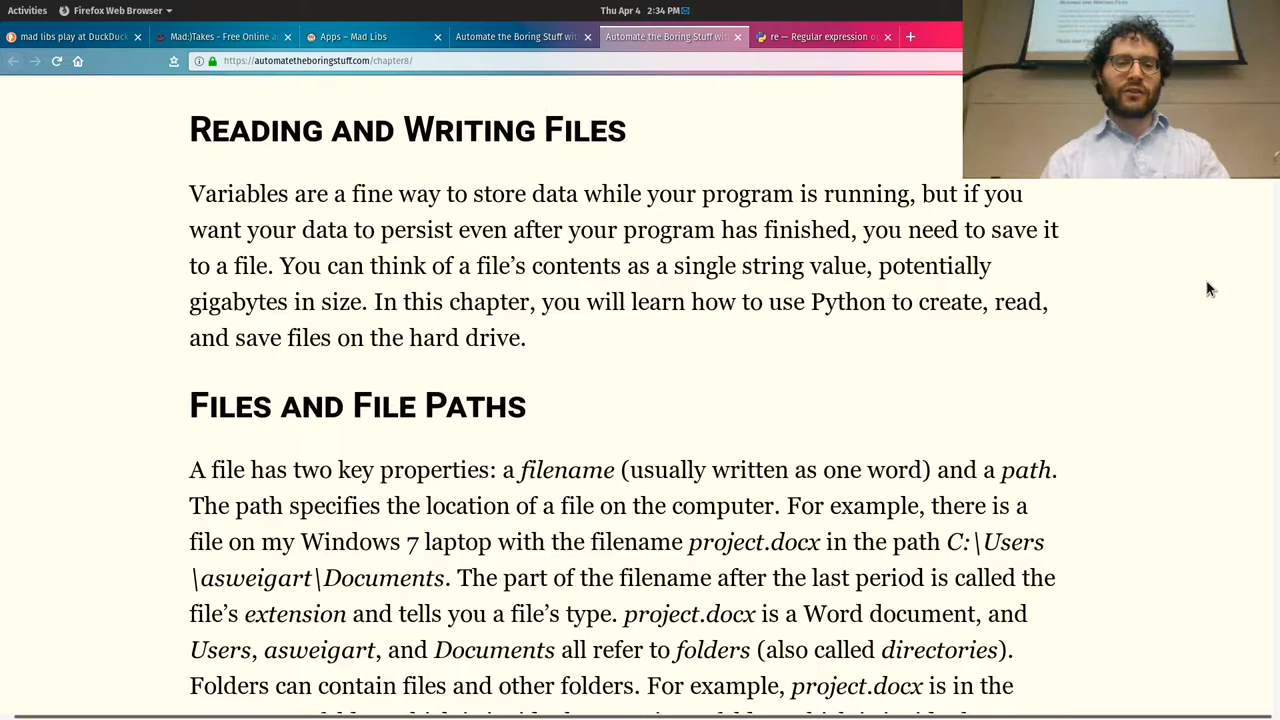 Activities Firefox Web Browser Thu Apr 4 2:34 PM
mad libs play at DuckDuc Mad:)Takes - Free Online a Apps – Mad Libs Automate the Boring Stuff wit Automate the Boring Stuff wit re — Regular expression o
https://automatetheboringstuff.com/chapter8/
READING AND WRITING FILES
Variables are a fine way to store data while your program is running, but if you
want your data to persist even after your program has finished, you need to save it
to a file. You can think of a file’s contents as a single string value, potentially
gigabytes in size. In this chapter, you will learn how to use Python to create, read,
and save files on the hard drive.
FILES AND FILE PATHS
A file has two key properties: a filename (usually written as one word) and a path.
The path specifies the location of a file on the computer. For example, there is a
file on my Windows 7 laptop with the filename project.docx in the path C:\Users
\asweigart\Documents. The part of the filename after the last period is called the
file’s extension and tells you a file’s type. project.docx is a Word document, and
Users, asweigart, and Documents all refer to folders (also called directories).
Folders can contain files and other folders. For example, project.docx is in the